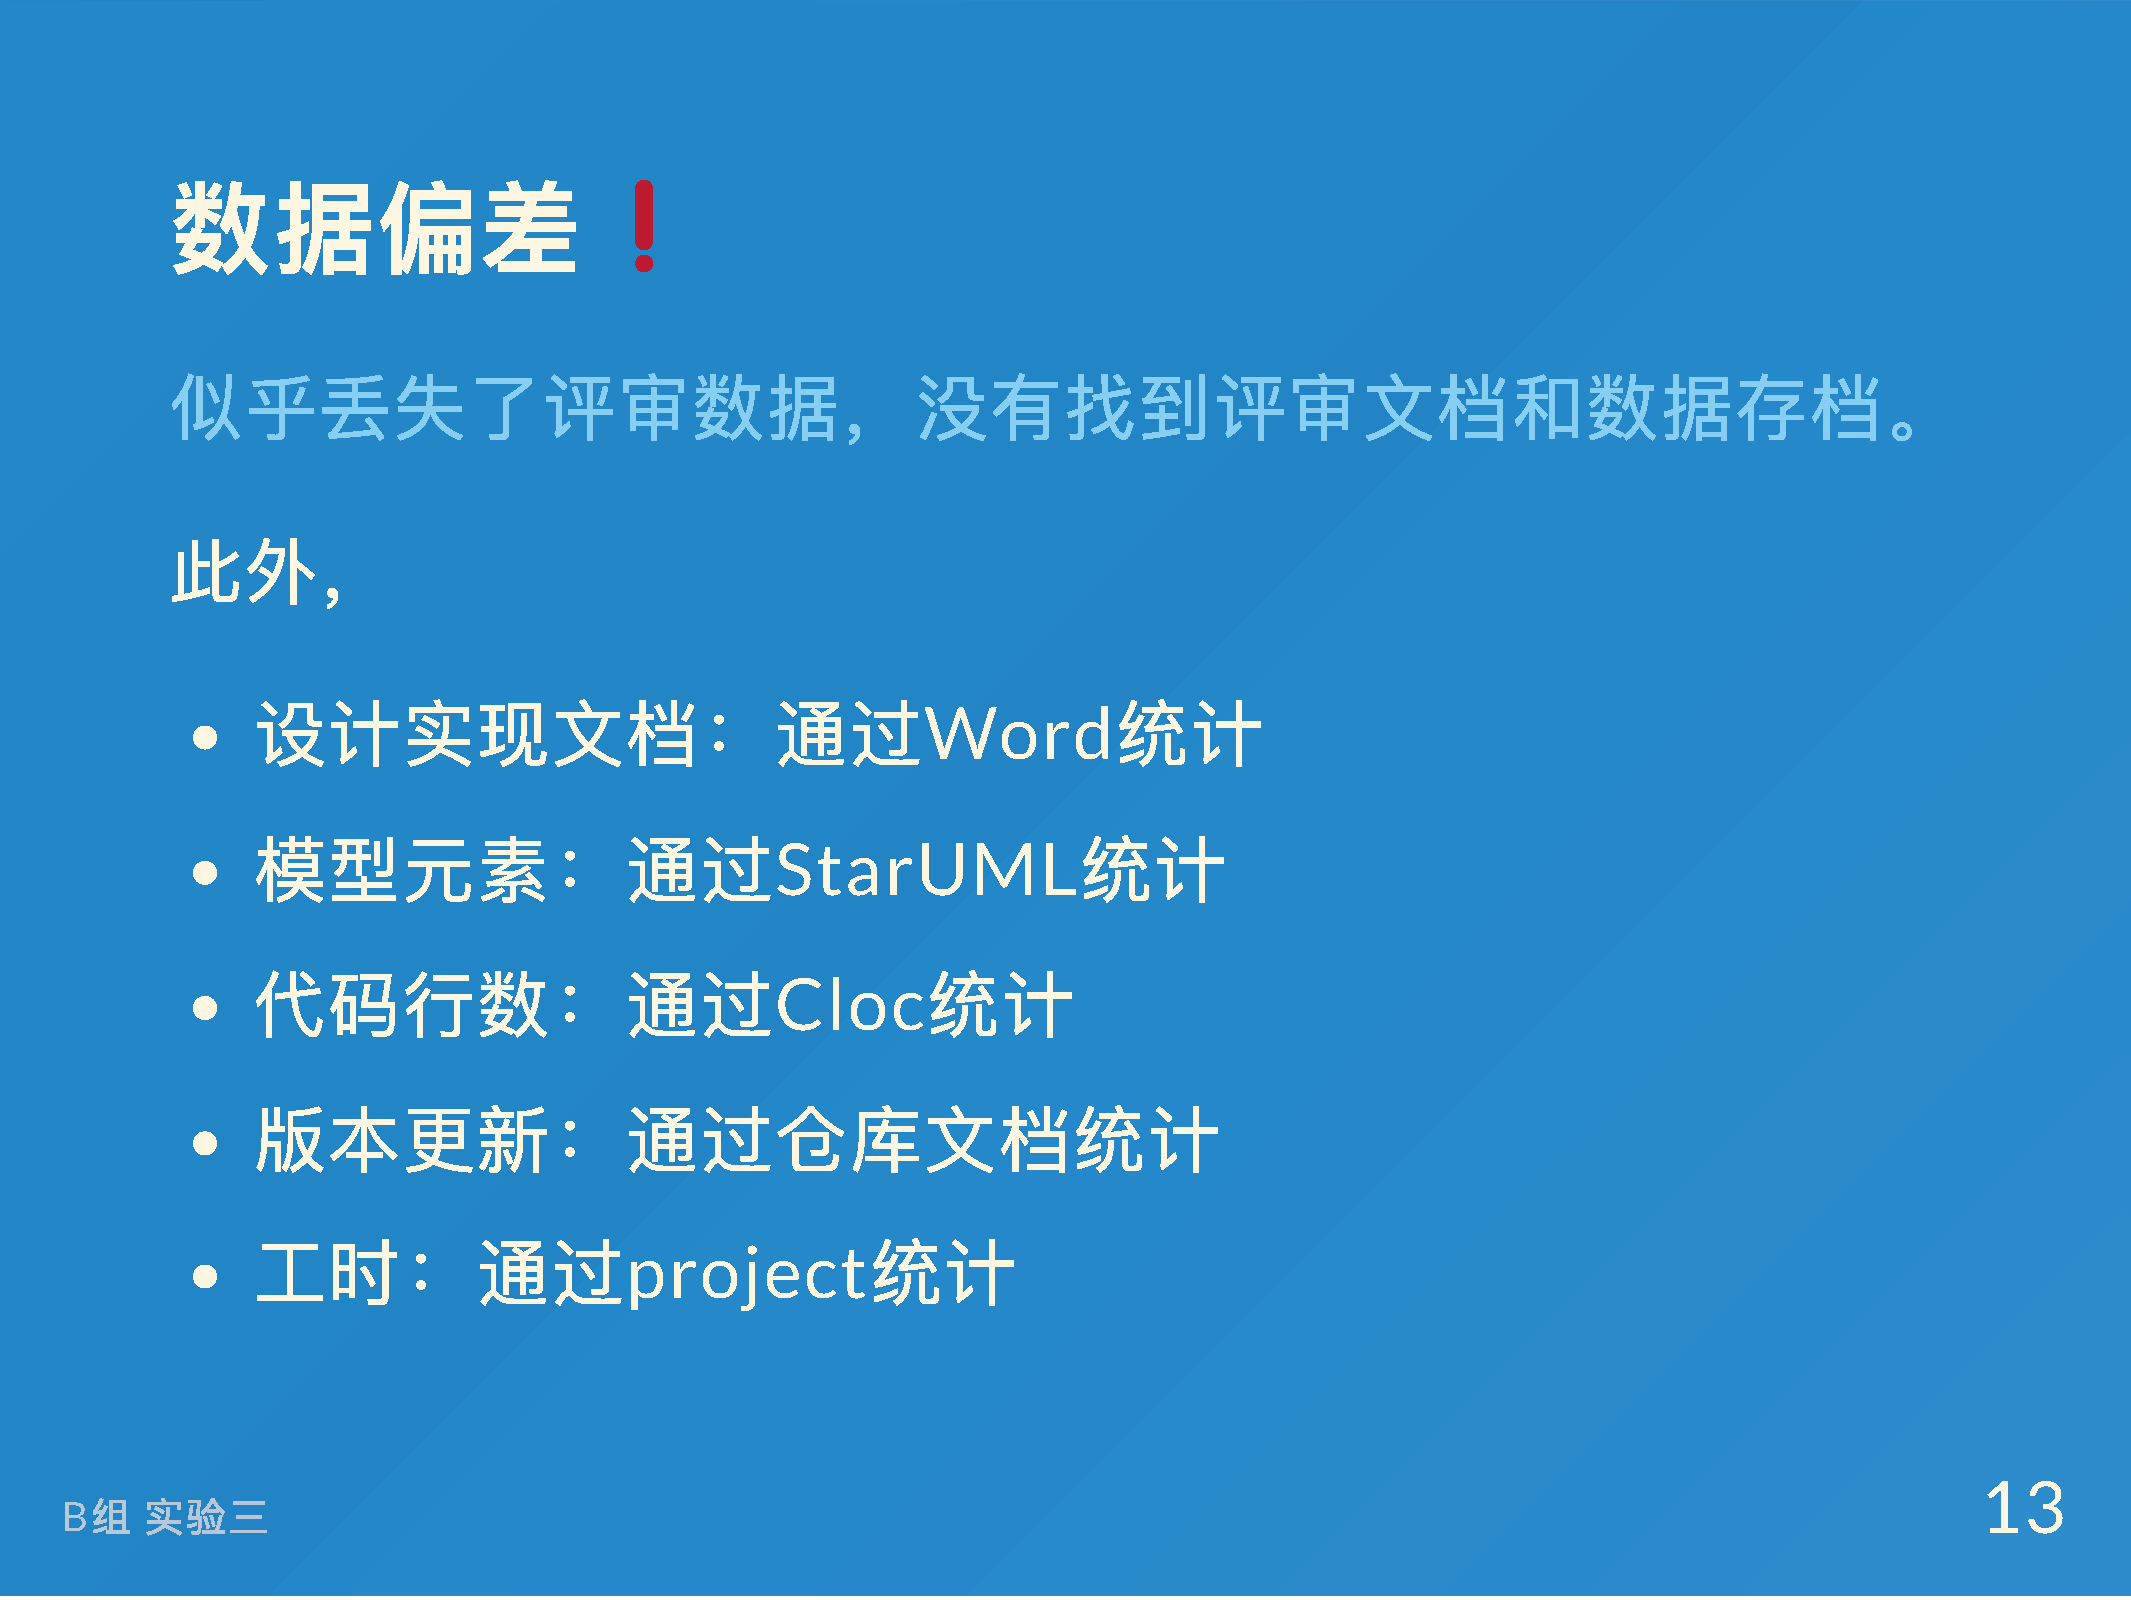 数据偏差❗
似乎丢失了评审数据，没有找到评审文档和数据存档。
此外，
• 设计实现文档：通过Word统计
• 模型元素：通过StarUML统计
• 代码行数：通过Cloc统计
• 版本更新：通过仓库文档统计
• 工时：通过project统计
B组 实验三
13